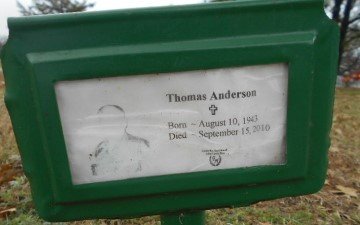 Thomas Anderson
Born ~ August 10, 1943
Died ~ September 15, 2010